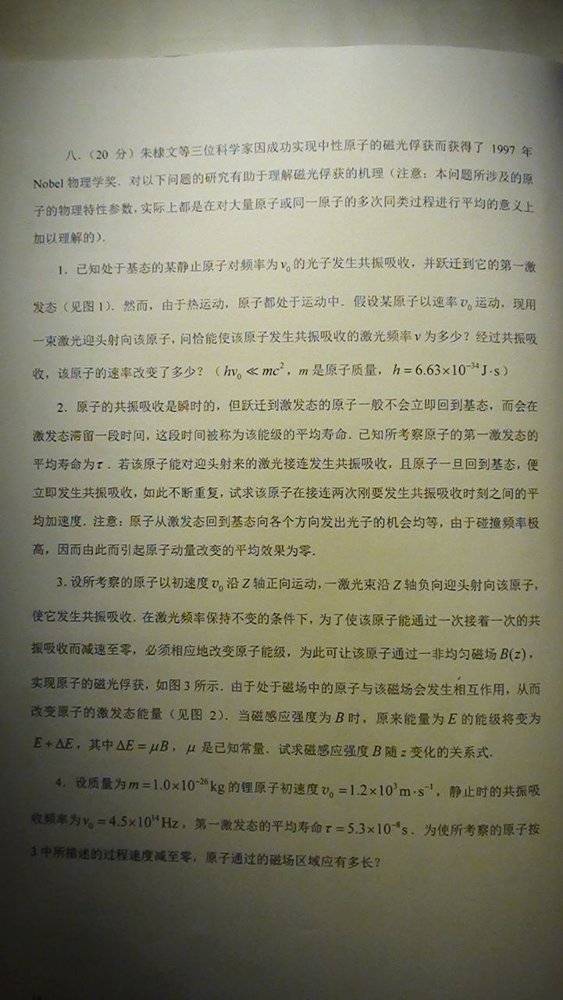 八、（20 分）朱棣文等三位科学家因成功实现中性原子的磁光俘获而获得了 1997 年
Nobel 物理学奖．对以下问题的研究有助于理解磁光俘获的机理（注意：本问题所涉及的原
子的物理特性参数，实际上都是在对大量原子或同一原子的多次同类过程进行平均的意义上
加以理解的）．
1．已知处于基态的某静止原子对频率为ν₀的光子发生共振吸收，并跃迁到它的第一激
发态（见图 1）．然而，由于热运动，原子都处于运动中．假设某原子以速率υ₀运动，现用
一束激光迎头射向该原子，问恰能使该原子发生共振吸收的激光频率ν为多少？经过共振吸
收，该原子的速率改变了多少？（hν₀ ≪ mc²，m 是原子质量，h = 6.63×10⁻³⁴ J·s）
2．原子的共振吸收是瞬时的，但跃迁到激发态的原子一般不会立即回到基态，而会在
激发态滞留一段时间，这段时间被称为该能级的平均寿命．已知所考察原子的第一激发态的
平均寿命为τ．若该原子能对迎头射来的激光接连发生共振吸收，且原子一旦回到基态，便
立即发生共振吸收，如此不断重复，试求该原子在接连两次刚要发生共振吸收时刻之间的平
均加速度．注意：原子从激发态回到基态向各个方向发出光子的机会均等，由于碰撞频率极
高，因而由此而引起原子动量改变的平均效果为零．
3. 设所考察的原子以初速度υ₀沿 Z 轴正向运动，一激光束沿 Z 轴负向迎头射向该原子，
使它发生共振吸收．在激光频率保持不变的条件下，为了使该原子能通过一次接着一次的共
振吸收而减速至零，必须相应地改变原子能级，为此可让该原子通过一非均匀磁场 B(z)，
实现原子的磁光俘获，如图 3 所示．由于处于磁场中的原子与该磁场会发生相互作用，从而
改变原子的激发态能量（见图 2）．当磁感应强度为 B 时，原来能量为 E 的能级将变为
E+ΔE，其中 ΔE = μB，μ 是已知常量．试求磁感应强度 B 随 z 变化的关系式．
4．设质量为 m =1.0×10⁻²⁶ kg 的锂原子初速度υ₀ =1.2×10³ m·s⁻¹，静止时的共振吸
收频率为ν₀ = 4.5×10¹⁴ Hz，第一激发态的平均寿命τ = 5.3×10⁻⁸ s．为使所考察的原子按
3 中所描述的过程速度减至零，原子通过的磁场区域应有多长？